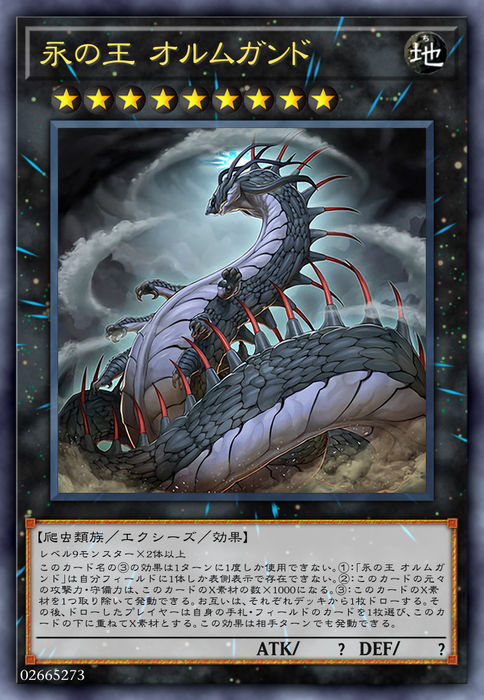 永の王 オルムガンド
ち
地
【爬虫類族／エクシーズ／効果】
レベル9モンスター×2体以上
このカード名の③の効果は1ターンに1度しか使用できない。①:「永の王 オルムガ
ンド」は自分フィールドに1体しか表側表示で存在できない。②:このカードの元々
の攻撃力・守備力は、このカードのX素材の数×1000になる。③:このカードのX素
材を1つ取り除いて発動できる。お互いは、それぞれデッキから1枚ドローする。そ
の後、ドローしたプレイヤーは自身の手札・フィールドのカードを1枚選び、このカー
ドの下に重ねてX素材とする。この効果は相手ターンでも発動できる。
ATK/ ? DEF/ ?
02665273